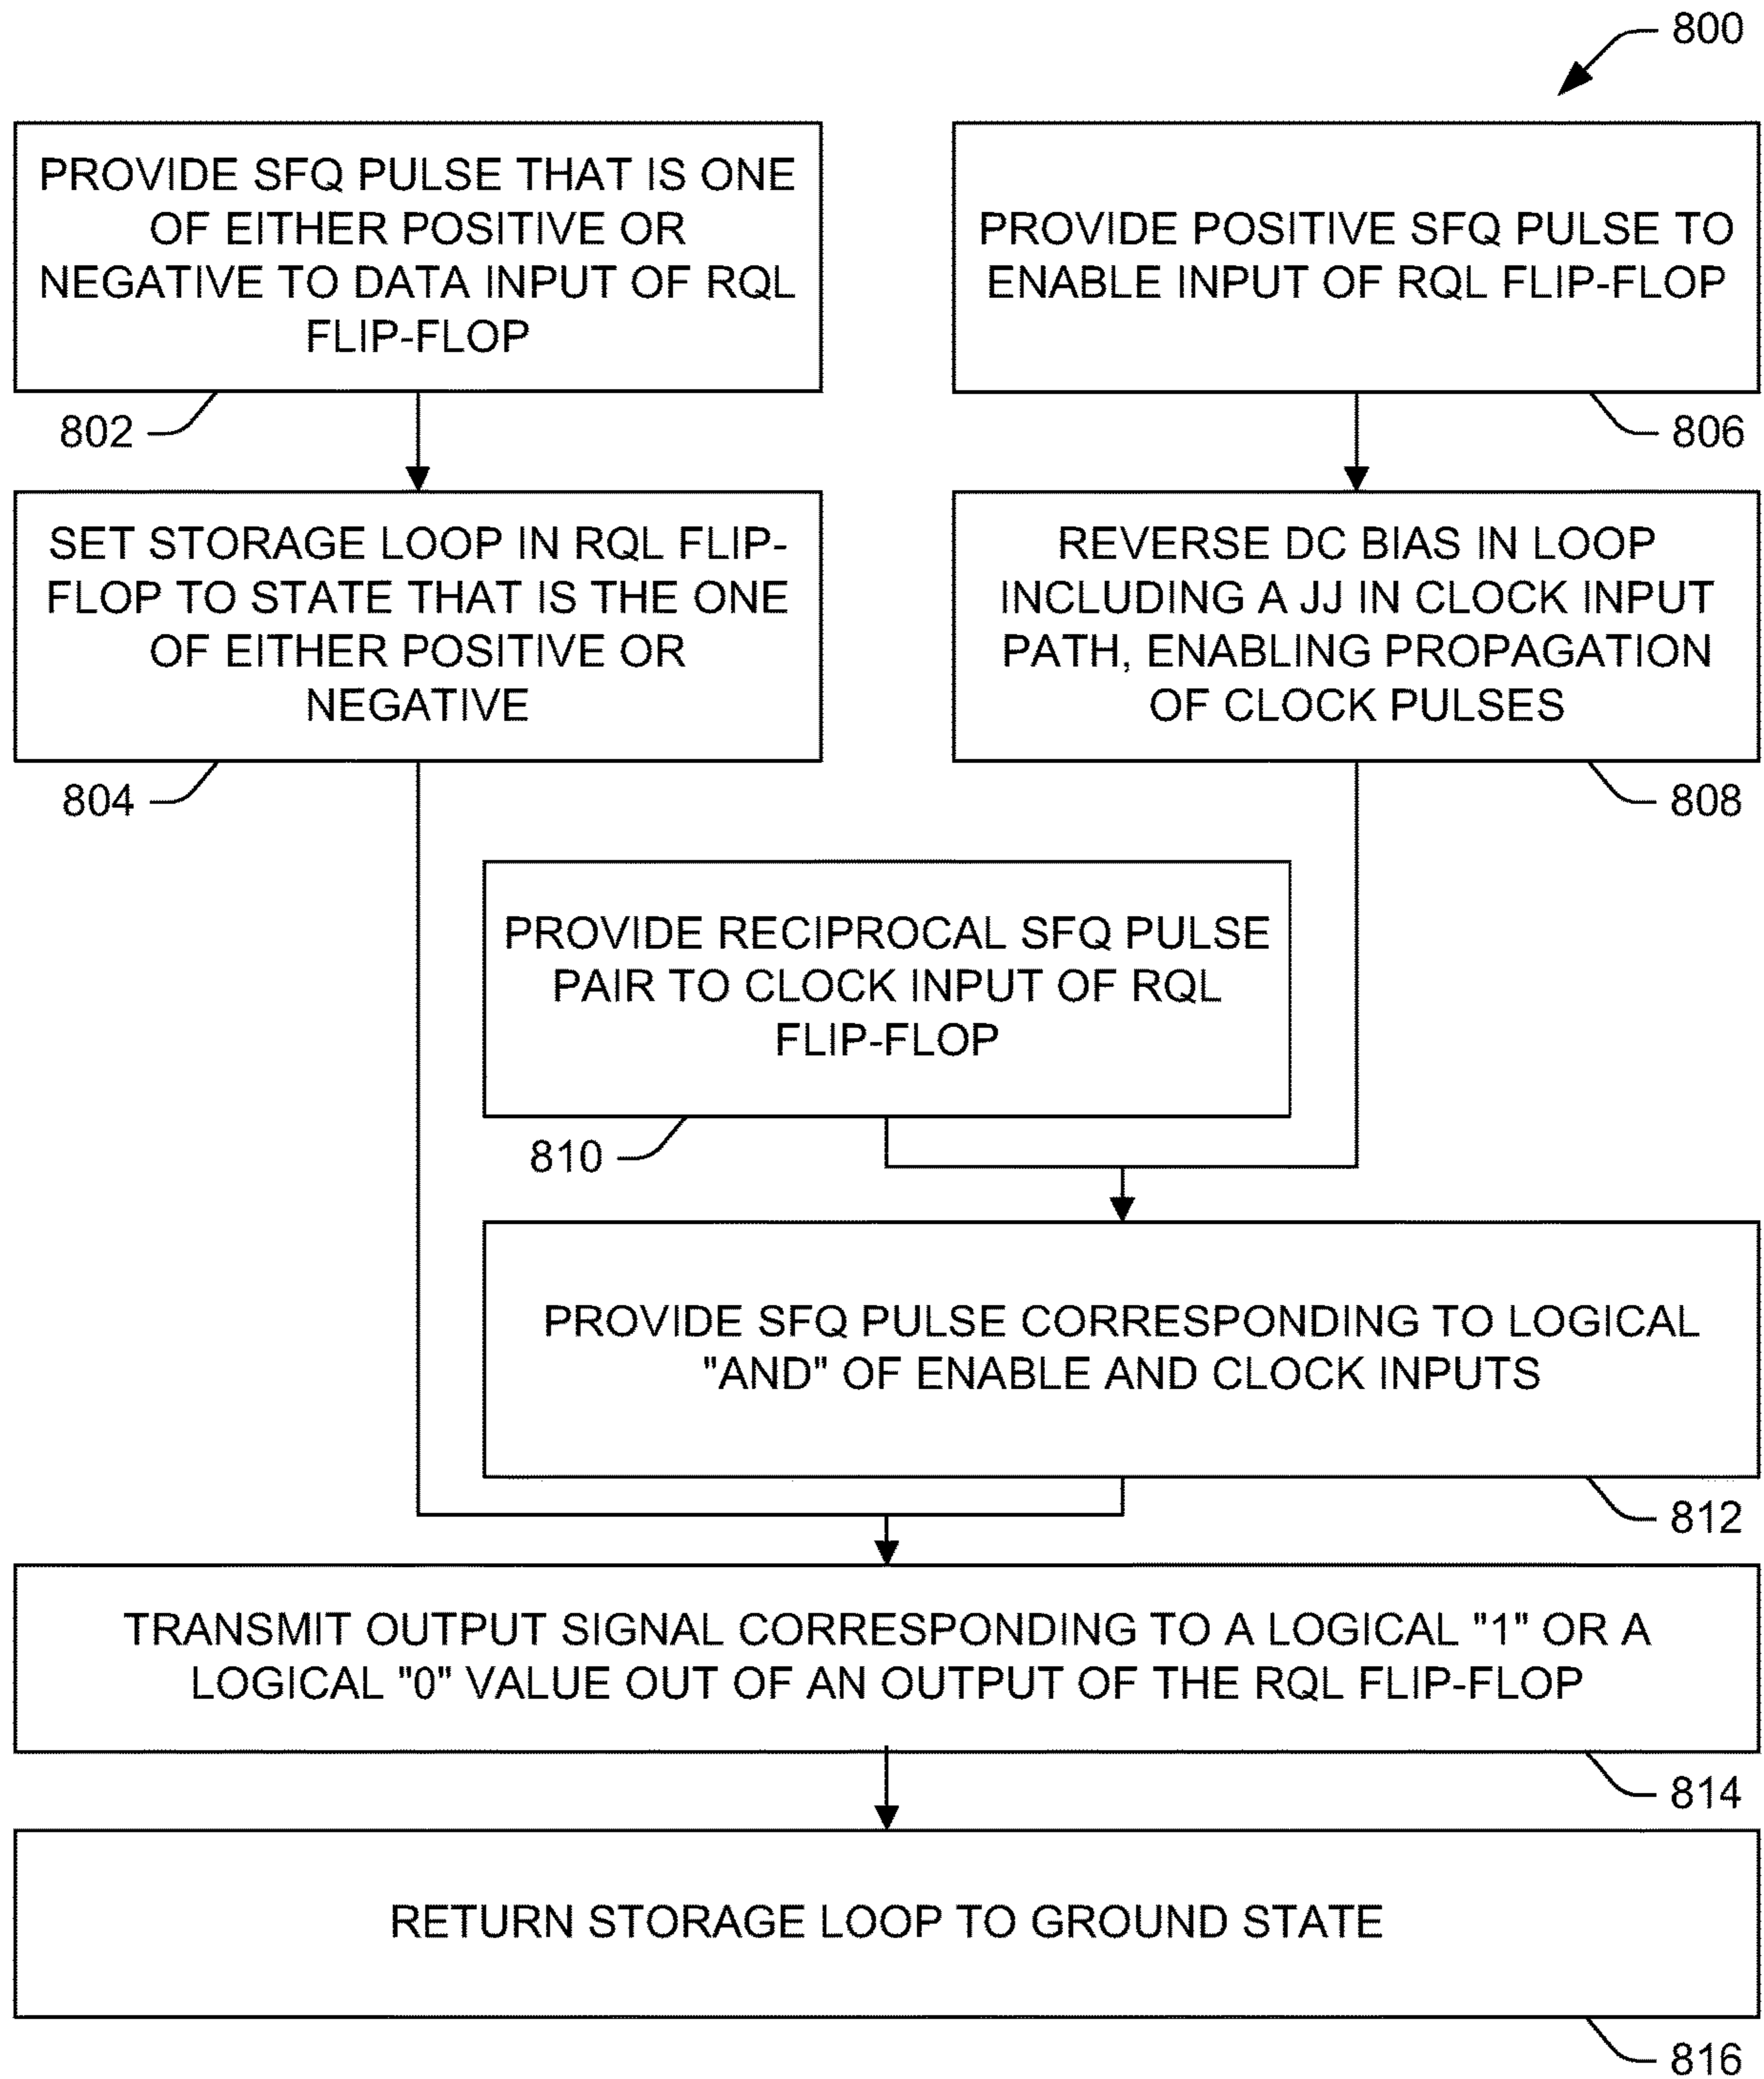 800
PROVIDE SFQ PULSE THAT IS ONE
OF EITHER POSITIVE OR
NEGATIVE TO DATA INPUT OF RQL
FLIP-FLOP
802
PROVIDE POSITIVE SFQ PULSE TO
ENABLE INPUT OF RQL FLIP-FLOP
806
SET STORAGE LOOP IN RQL FLIP-
FLOP TO STATE THAT IS THE ONE
OF EITHER POSITIVE OR
NEGATIVE
804
REVERSE DC BIAS IN LOOP
INCLUDING A JJ IN CLOCK INPUT
PATH, ENABLING PROPAGATION
OF CLOCK PULSES
808
PROVIDE RECIPROCAL SFQ PULSE
PAIR TO CLOCK INPUT OF RQL
FLIP-FLOP
810
PROVIDE SFQ PULSE CORRESPONDING TO LOGICAL
"AND" OF ENABLE AND CLOCK INPUTS
812
TRANSMIT OUTPUT SIGNAL CORRESPONDING TO A LOGICAL "1" OR A
LOGICAL "0" VALUE OUT OF AN OUTPUT OF THE RQL FLIP-FLOP
814
RETURN STORAGE LOOP TO GROUND STATE
816